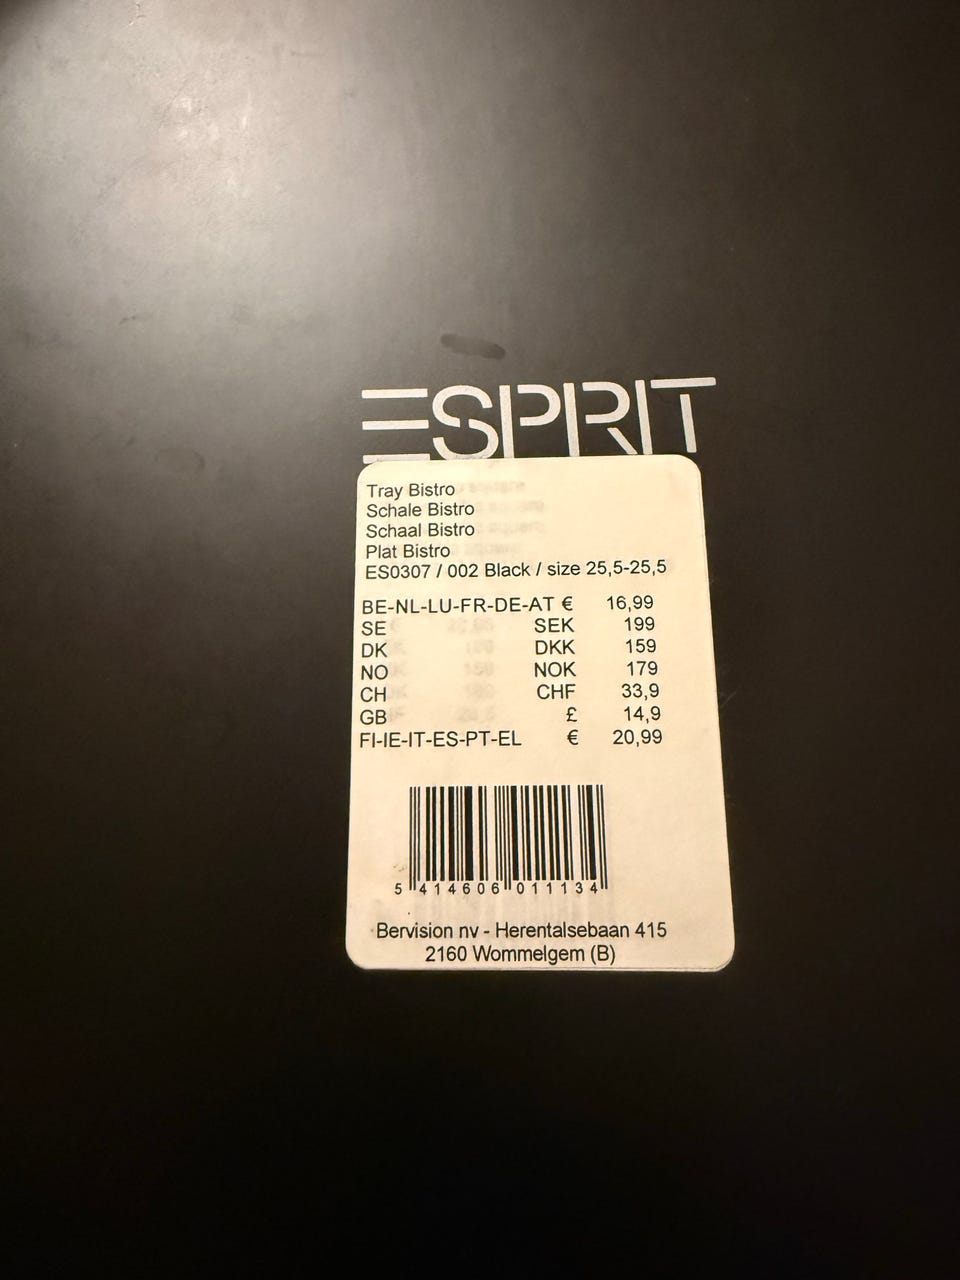 ESPRIT
Tray Bistro
Schale Bistro
Schaal Bistro
Plat Bistro
ES0307 / 002 Black / size 25,5-25,5
BE-NL-LU-FR-DE-AT € 16,99
SE SEK 199
DK DKK 159
NO NOK 179
CH CHF 33,9
GB £ 14,9
FI-IE-IT-ES-PT-EL € 20,99
5 414606 011134
Bervision nv - Herentalsebaan 415
2160 Wommelgem (B)